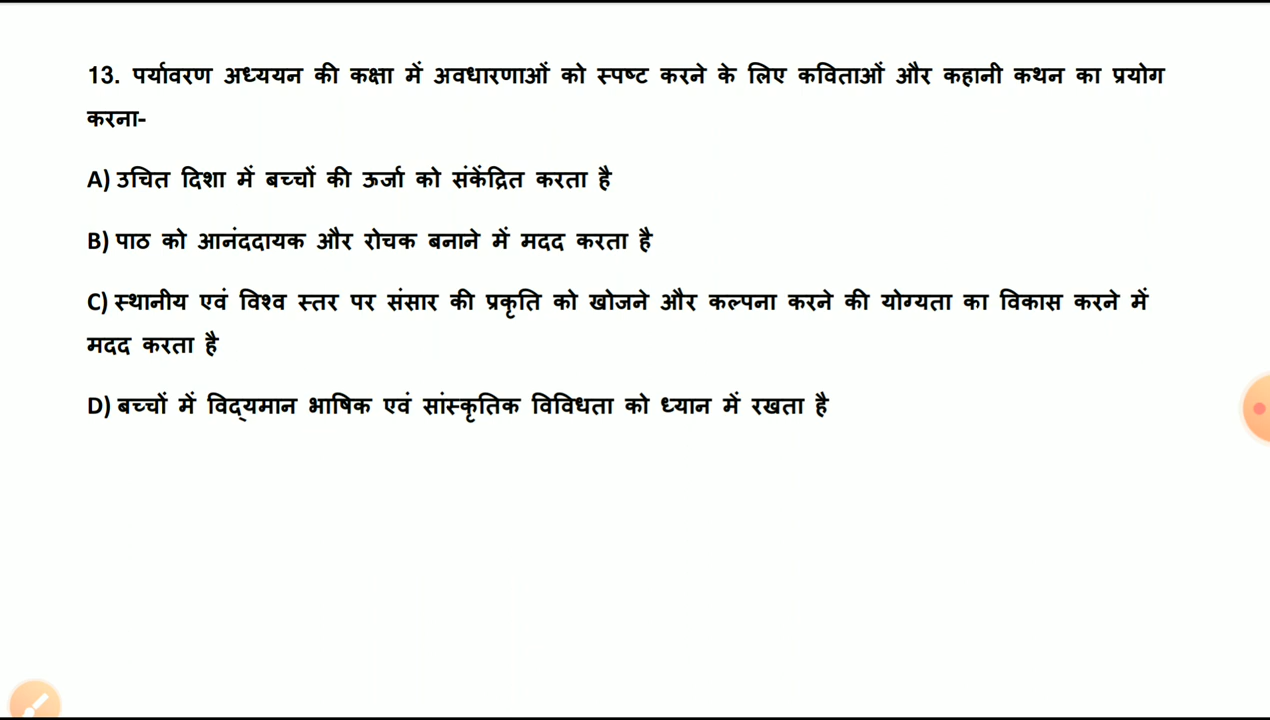 13. पर्यावरण अध्ययन की कक्षा में अवधारणाओं को स्पष्ट करने के लिए कविताओं और कहानी कथन का प्रयोग
करना-
A) उचित दिशा में बच्चों की ऊर्जा को संकेंद्रित करता है
B) पाठ को आनंददायक और रोचक बनाने में मदद करता है
C) स्थानीय एवं विश्व स्तर पर संसार की प्रकृति को खोजने और कल्पना करने की योग्यता का विकास करने में
मदद करता है
D) बच्चों में विद्यमान भाषिक एवं सांस्कृतिक विविधता को ध्यान में रखता है